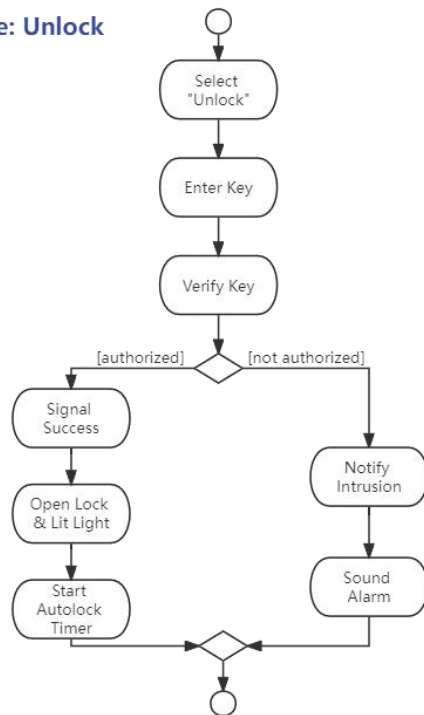 e: Unlock
Select
"Unlock"
Enter Key
Verify Key
[authorized]
[not authorized]
Signal
Success
Notify
Intrusion
Open Lock
& Lit Light
Sound
Alarm
Start
Autolock
Timer